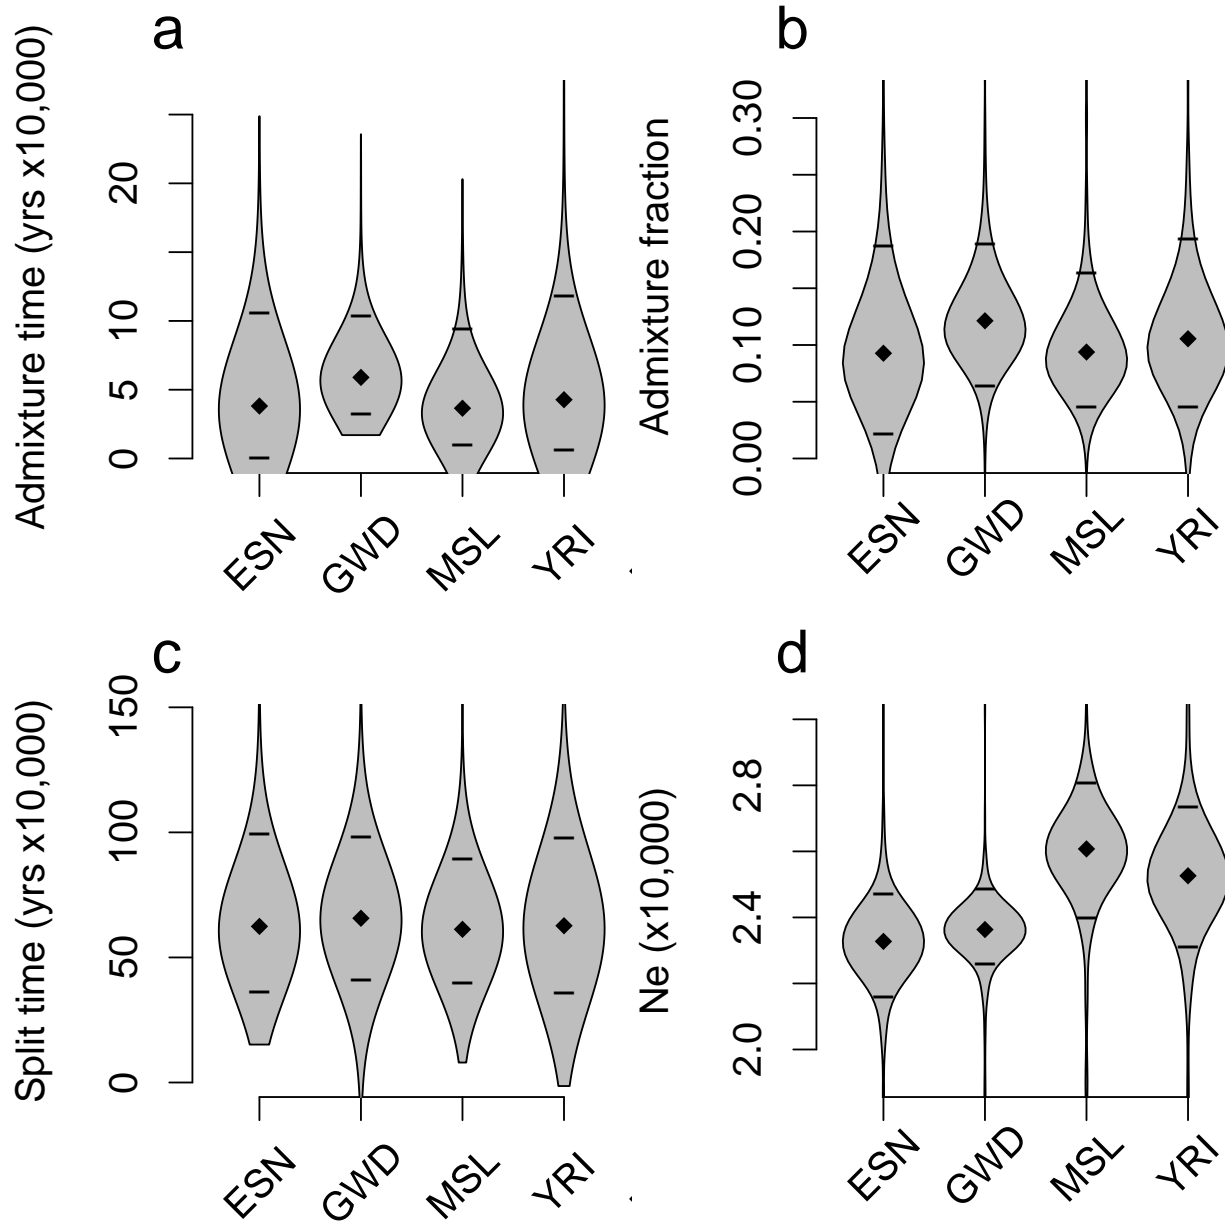 a
Admixture time (yrs x10,000)
20
10
5
0
ESN GWD MSL YRI
b
Admixture fraction
0.30
0.20
0.10
0.00
ESN GWD MSL YRI
c
Split time (yrs x10,000)
150
100
50
0
ESN GWD MSL YRI
d
Ne (x10,000)
2.8
2.4
2.0
ESN GWD MSL YRI